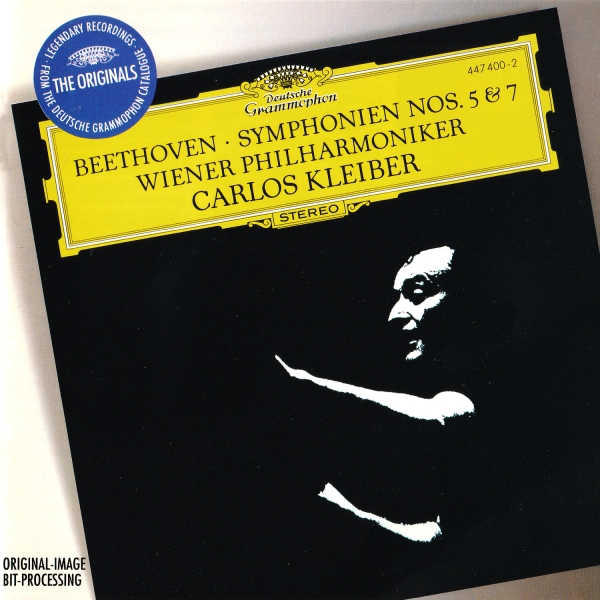 LEGENDARY RECORDINGS ·
FROM THE DEUTSCHE GRAMMOPHON CATALOGUE ·
THE ORIGINALS
Deutsche
Grammophon
447 400-2
BEETHOVEN · SYMPHONIEN NOS. 5 & 7
WIENER PHILHARMONIKER
CARLOS KLEIBER
STEREO
ORIGINAL-IMAGE
BIT-PROCESSING